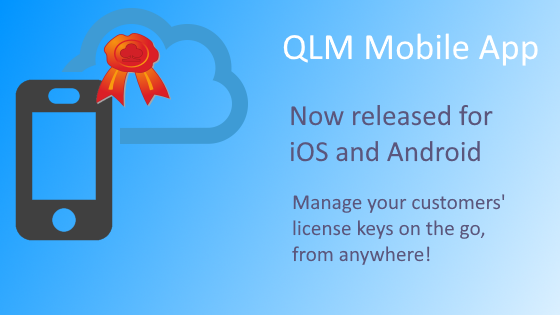 QLM Mobile App
Now released for
iOS and Android
Manage your customers'
license keys on the go,
from anywhere!